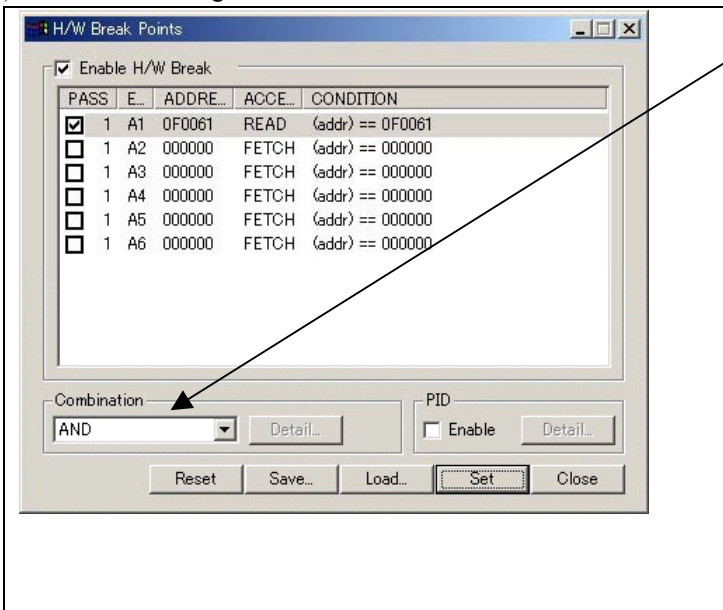 H/W Break Points
Enable H/W Break
PASS E... ADDRE... ACCE... CONDITION
1 A1 0F0061 READ (addr) == 0F0061
1 A2 000000 FETCH (addr) == 000000
1 A3 000000 FETCH (addr) == 000000
1 A4 000000 FETCH (addr) == 000000
1 A5 000000 FETCH (addr) == 000000
1 A6 000000 FETCH (addr) == 000000
Combination
AND Detail...
PID
Enable Detail...
Reset Save... Load... Set Close